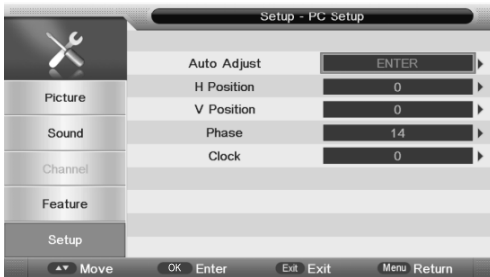 Setup - PC Setup
Auto Adjust ENTER
H Position 0
V Position 0
Phase 14
Clock 0
Picture
Sound
Channel
Feature
Setup
Move OK Enter Exit Exit Menu Return